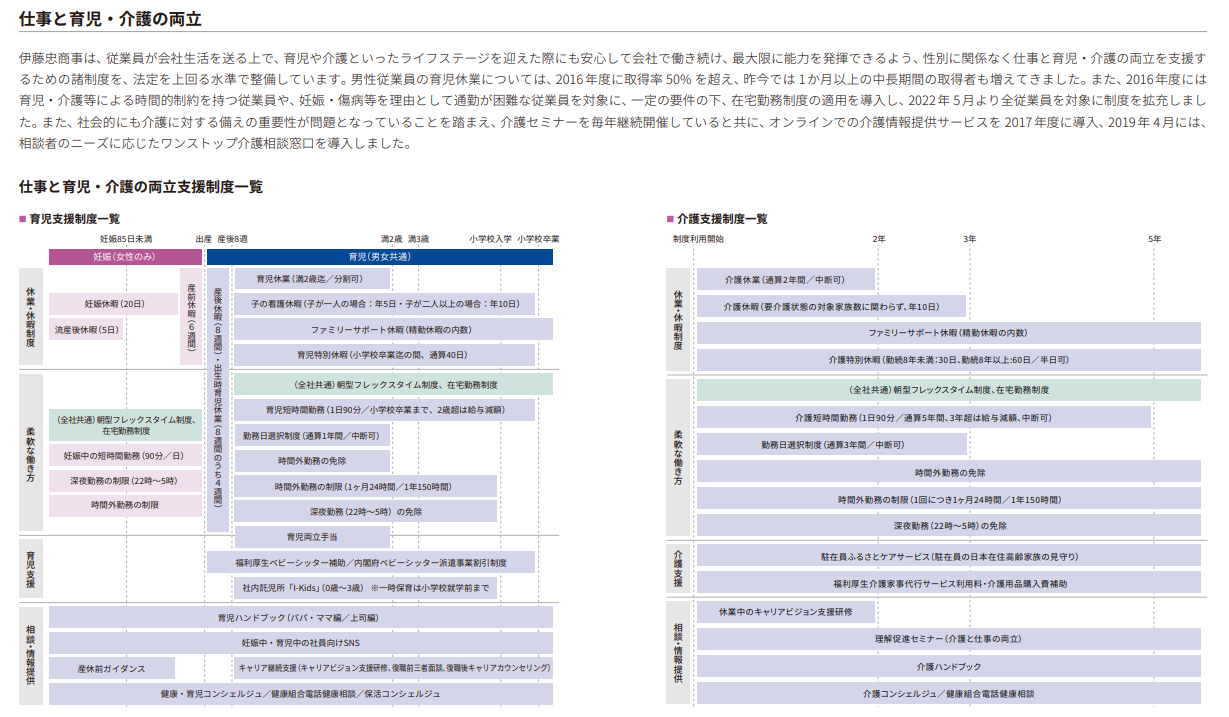 仕事と育児・介護の両立
伊藤忠商事は、従業員が会社生活を送る上で、育児や介護といったライフステージを迎えた際にも安心して会社で働き続け、最大限に能力を発揮できるよう、性別に関係なく仕事と育児・介護の両立を支援す
るための諸制度を、法定を上回る水準で整備しています。男性従業員の育児休業については、2016年度に取得率50%を超え、昨今では1か月以上の中長期間の取得者も増えてきました。また、2016年度には
育児・介護等による時間的制約を持つ従業員や、妊娠・傷病等を理由として通勤が困難な従業員を対象に、一定の要件の下、在宅勤務制度の適用を導入し、2022年5月より全従業員を対象に制度を拡充しまし
た。また、社会的にも介護に対する備えの重要性が問題となっていることを踏まえ、介護セミナーを毎年継続開催していると共に、オンラインでの介護情報提供サービスを2017年度に導入、2019年4月には、
相談者のニーズに応じたワンストップ介護相談窓口を導入しました。
仕事と育児・介護の両立支援制度一覧
■ 育児支援制度一覧
妊娠85日未満 出産 産後8週 満2歳 満3歳 小学校入学 小学校卒業
妊娠（女性のみ） 育児（男女共通）
休業・休暇制度
妊娠休暇（20日）
流産後休暇（5日）
産前休暇（6週間）
産後休暇（8週間）・出生時育児休業（8週間のうち4週間）
育児休業（満2歳迄／分割可）
子の看護休暇（子が一人の場合：年5日・子が二人以上の場合：年10日）
ファミリーサポート休暇（精勤休暇の内数）
育児特別休暇（小学校卒業迄の間、通算40日）
柔軟な働き方
（全社共通）朝型フレックスタイム制度、
在宅勤務制度
妊娠中の短時間勤務（90分／日）
深夜勤務の制限（22時〜5時）
時間外勤務の制限
（全社共通）朝型フレックスタイム制度、在宅勤務制度
育児短時間勤務（1日90分／小学校卒業まで、2歳超は給与減額）
勤務日選択制度（通算1年間／中断可）
時間外勤務の免除
時間外勤務の制限（1ヶ月24時間／1年150時間）
深夜勤務（22時〜5時）の免除
育児支援
育児両立手当
福利厚生ベビーシッター補助／内閣府ベビーシッター派遣事業割引制度
社内託児所「I-Kids」（0歳〜3歳） ※一時保育は小学校就学前まで
相談・情報提供
育児ハンドブック（パパ・ママ編／上司編）
妊娠中・育児中の社員向けSNS
産休前ガイダンス
キャリア継続支援（キャリアビジョン支援研修、復職前三者面談、復職後キャリアカウンセリング）
健康・育児コンシェルジュ／健康組合電話健康相談／保活コンシェルジュ
■ 介護支援制度一覧
制度利用開始 2年 3年 5年
休業・休暇制度
介護休業（通算2年間／中断可）
介護休暇（要介護状態の対象家族数に関わらず、年10日）
ファミリーサポート休暇（精勤休暇の内数）
介護特別休暇（勤続8年未満：30日、勤続8年以上：60日／半日可）
柔軟な働き方
（全社共通）朝型フレックスタイム制度、在宅勤務制度
介護短時間勤務（1日90分／通算5年間、3年超は給与減額、中断可）
勤務日選択制度（通算3年間／中断可）
時間外勤務の免除
時間外勤務の制限（1回につき1ヶ月24時間／1年150時間）
深夜勤務（22時〜5時）の免除
介護支援
駐在員ふるさとケアサービス（駐在員の日本在住高齢家族の見守り）
福利厚生介護家事代行サービス利用料・介護用品購入費補助
相談・情報提供
休業中のキャリアビジョン支援研修
理解促進セミナー（介護と仕事の両立）
介護ハンドブック
介護コンシェルジュ／健康組合電話健康相談